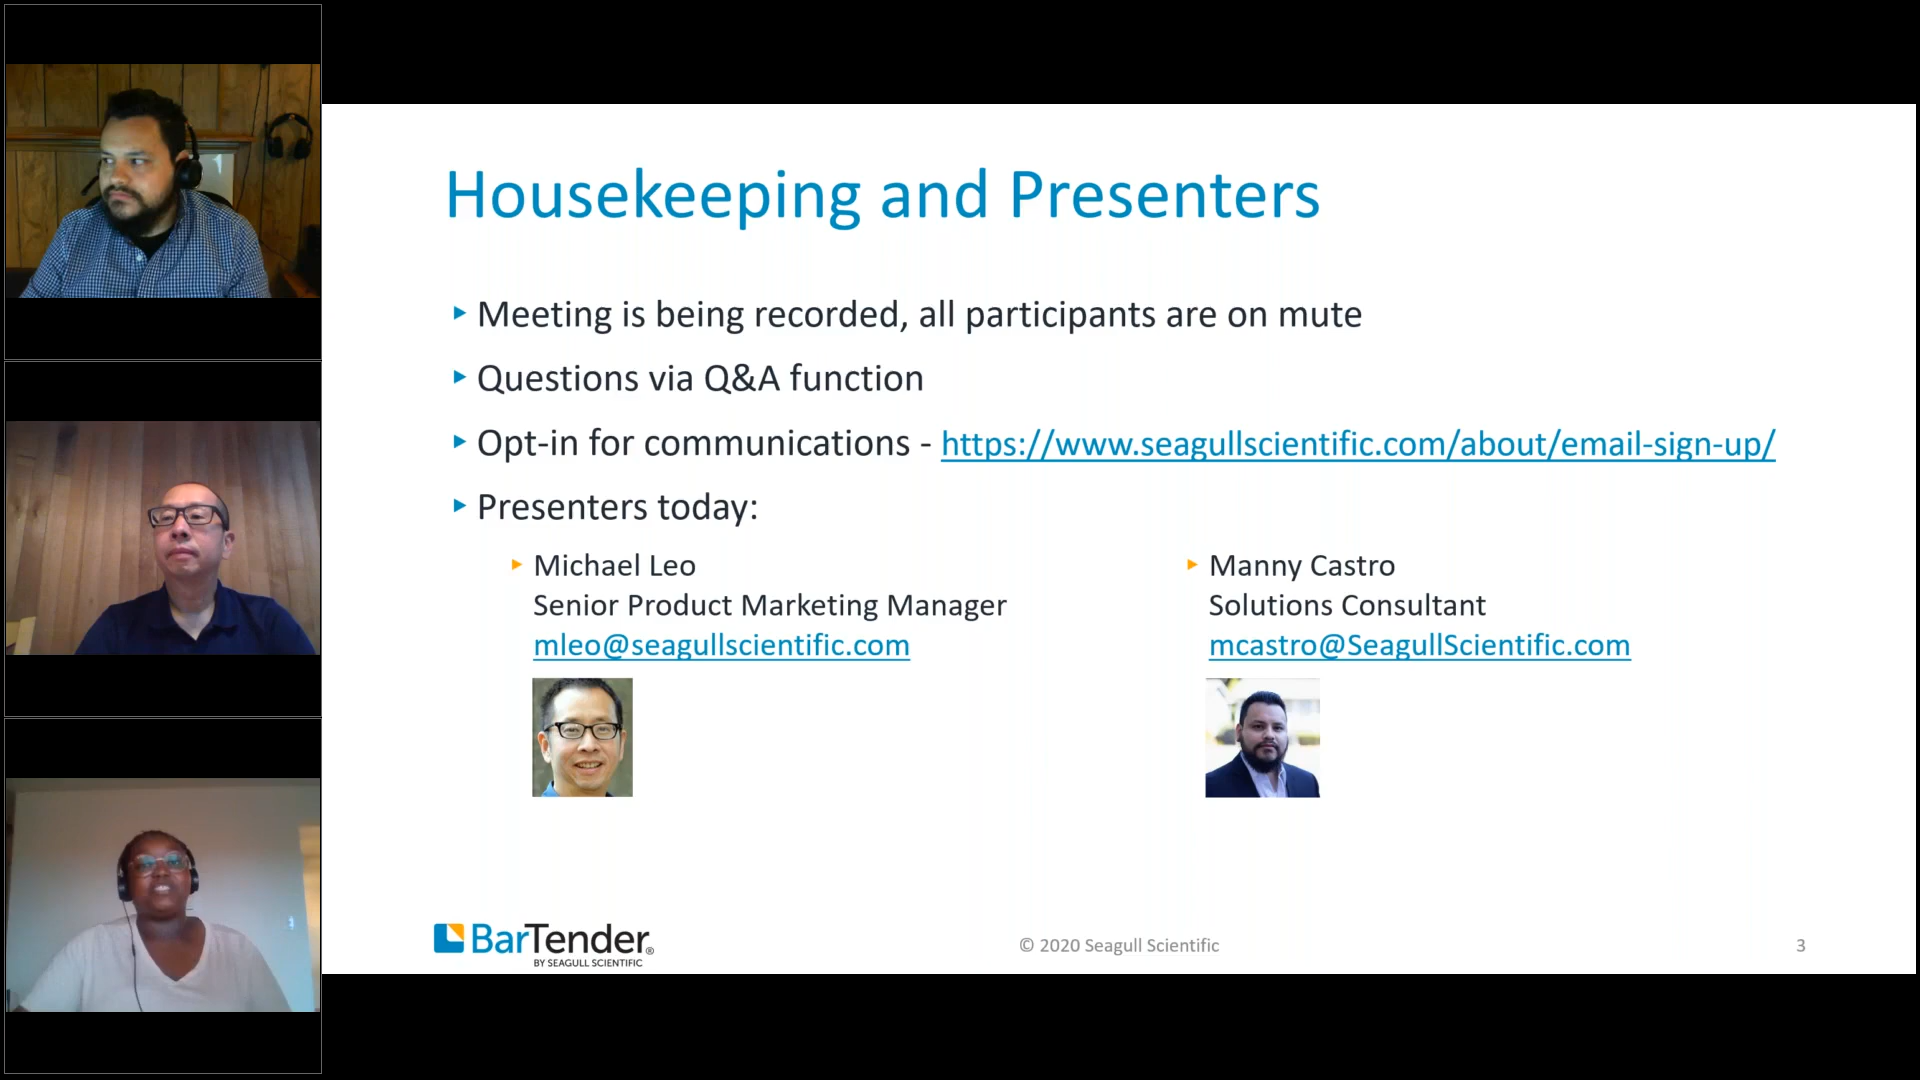 Housekeeping and Presenters
Meeting is being recorded, all participants are on mute
Questions via Q&A function
Opt-in for communications - https://www.seagullscientific.com/about/email-sign-up/
Presenters today:
Michael Leo
Senior Product Marketing Manager
mleo@seagullscientific.com
Manny Castro
Solutions Consultant
mcastro@SeagullScientific.com
BarTender®
BY SEAGULL SCIENTIFIC
© 2020 Seagull Scientific
3